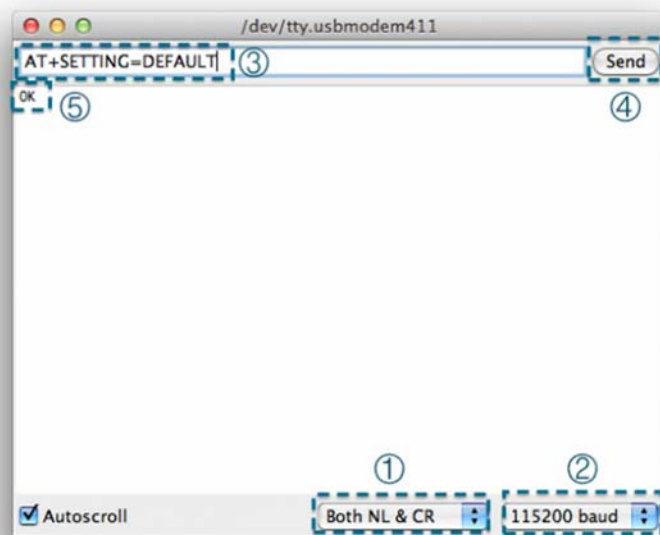 /dev/tty.usbmodem411
AT+SETTING=DEFAULT ③ Send
OK ⑤ ④
① ②
Autoscroll Both NL & CR 115200 baud